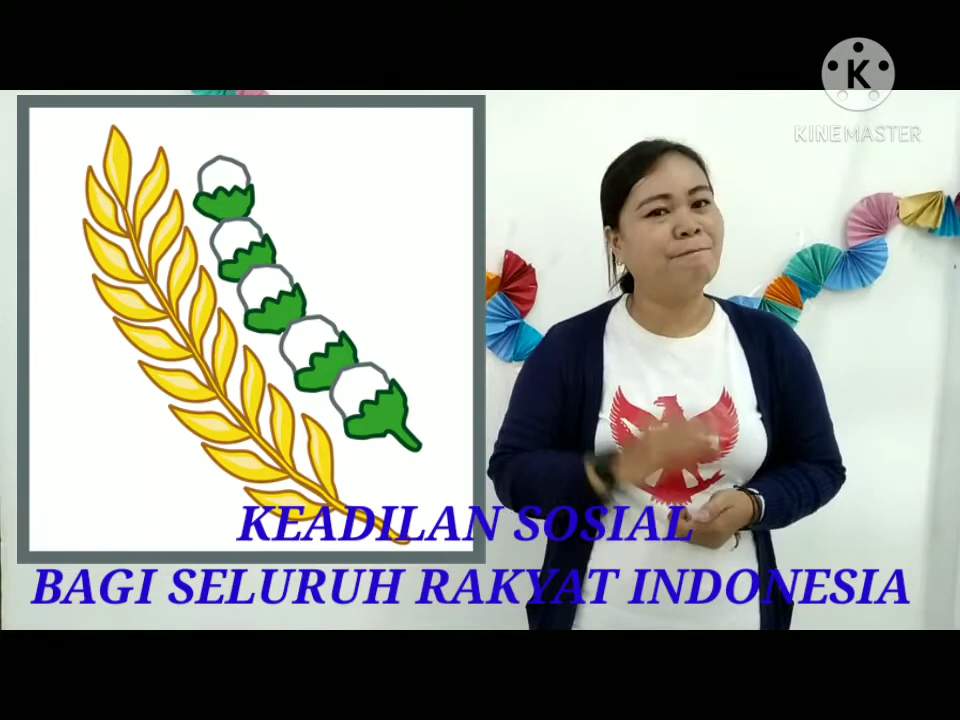 K
KINEMASTER
KEADILAN SOSIAL
BAGI SELURUH RAKYAT INDONESIA